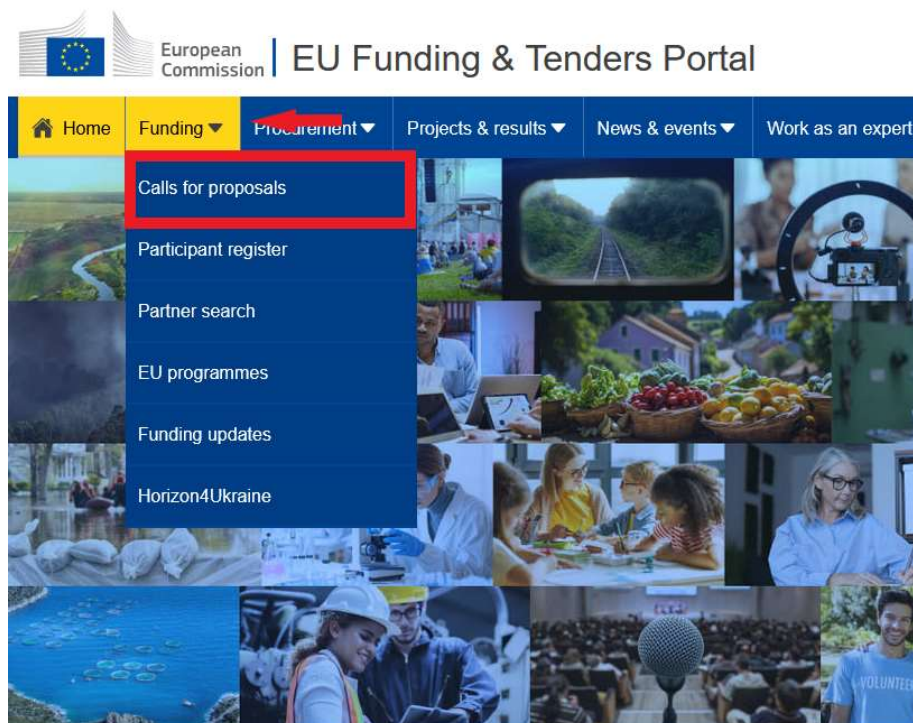 European
Commission
EU Funding & Tenders Portal
Home
Funding
Procurement
Projects & results
News & events
Work as an expert
Calls for proposals
Participant register
Partner search
EU programmes
Funding updates
Horizon4Ukraine
VOLUNTEER